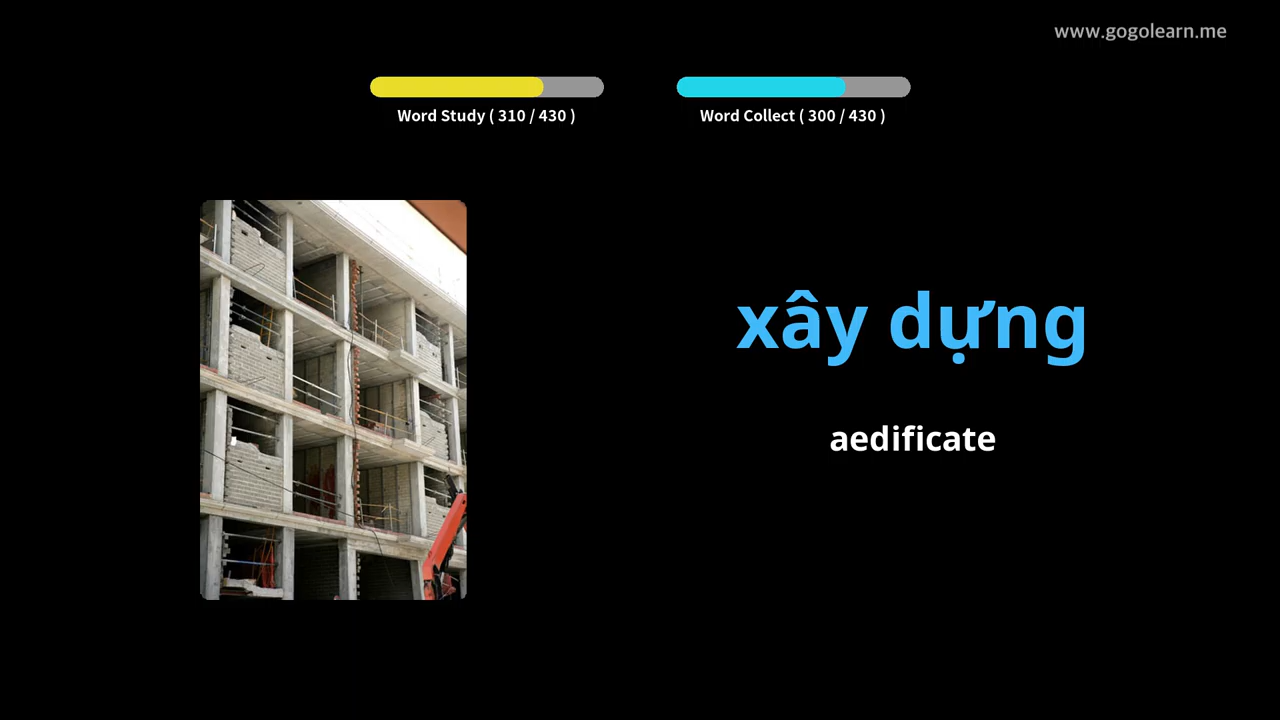 www.gogolearn.me
Word Study ( 310 / 430 )
Word Collect ( 300 / 430 )
xây dựng
aedificate